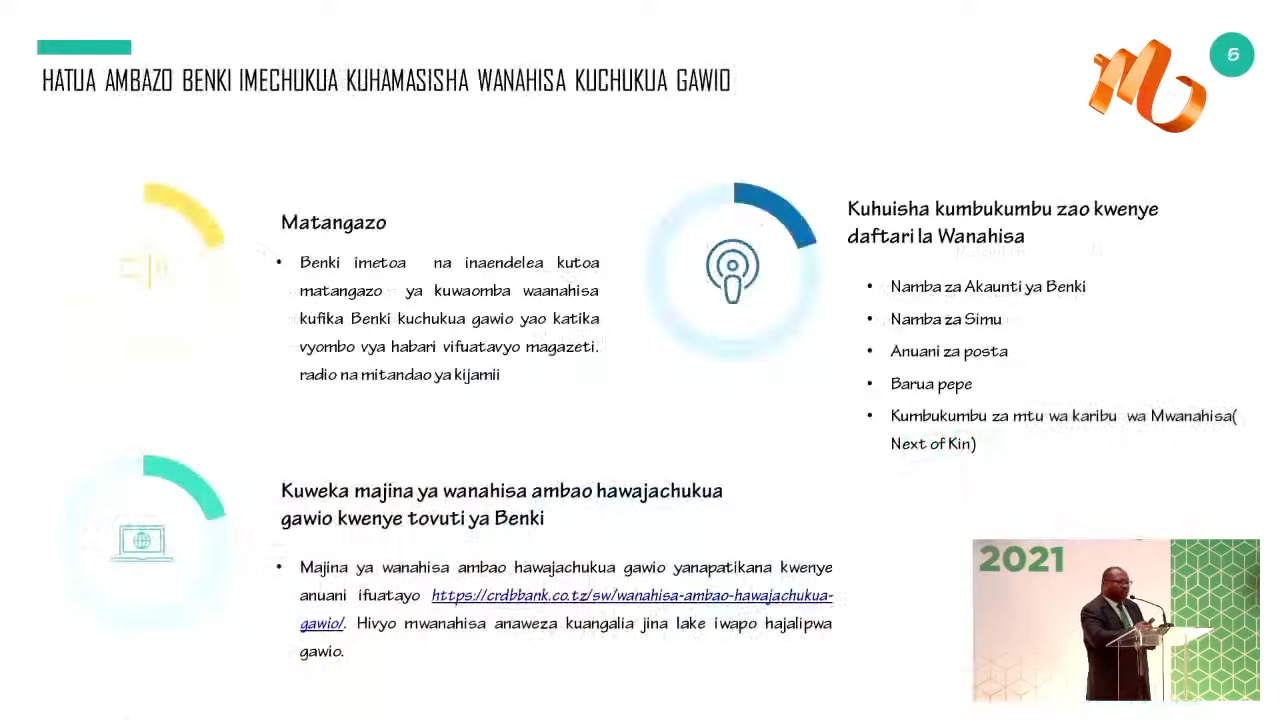 HATUA AMBAZO BENKI IMECHUKUA KUHAMASISHA WANAHISA KUCHUKUA GAWIO
5
Matangazo
• Benki imetoa na inaendelea kutoa
matangazo ya kuwaomba waanahisa
kufika Benki kuchukua gawio yao katika
vyombo vya habari vifuatavyo magazeti.
radio na mitandao ya kijamii
Kuhuisha kumbukumbu zao kwenye
daftari la Wanahisa
• Namba za Akaunti ya Benki
• Namba za Simu
• Anuani za posta
• Barua pepe
• Kumbukumbu za mtu wa karibu wa Mwanahisa(
Next of Kin)
Kuweka majina ya wanahisa ambao hawajachukua
gawio kwenye tovuti ya Benki
• Majina ya wanahisa ambao hawajachukua gawio yanapatikana kwenye
anuani ifuatayo https://crdbbank.co.tz/sw/wanahisa-ambao-hawajachukua-
gawio/. Hivyo mwanahisa anaweza kuangalia jina lake iwapo hajalipwa
gawio.
2021